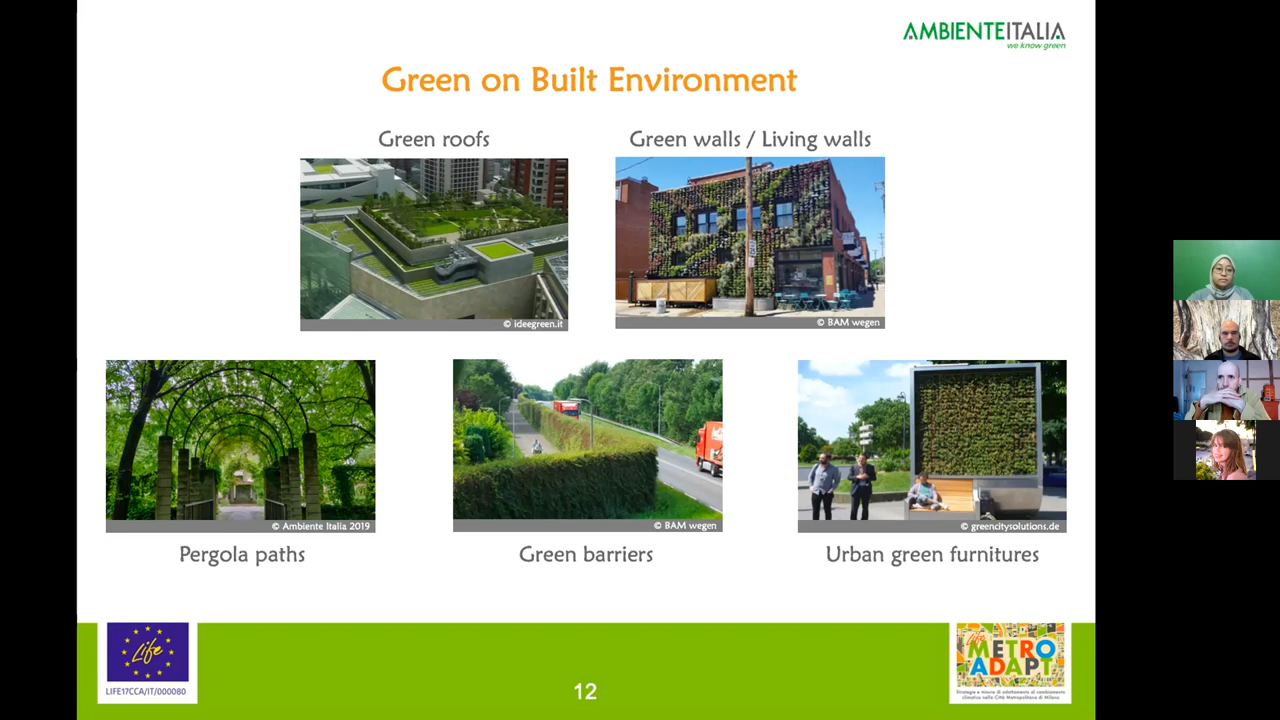 AMBIENTEITALIA
we know green
Green on Built Environment
Green roofs
Green walls / Living walls
© ideegreen.it
© BAM wegen
© Ambiente Italia 2019
© BAM wegen
© greencitysolutions.de
Pergola paths
Green barriers
Urban green furnitures
Life
LIFE17CCA/IT/000080
12
Life
METRO
ADAPT
Strategie e misure di adattamento al cambiamento
climatico nella Città Metropolitana di Milano